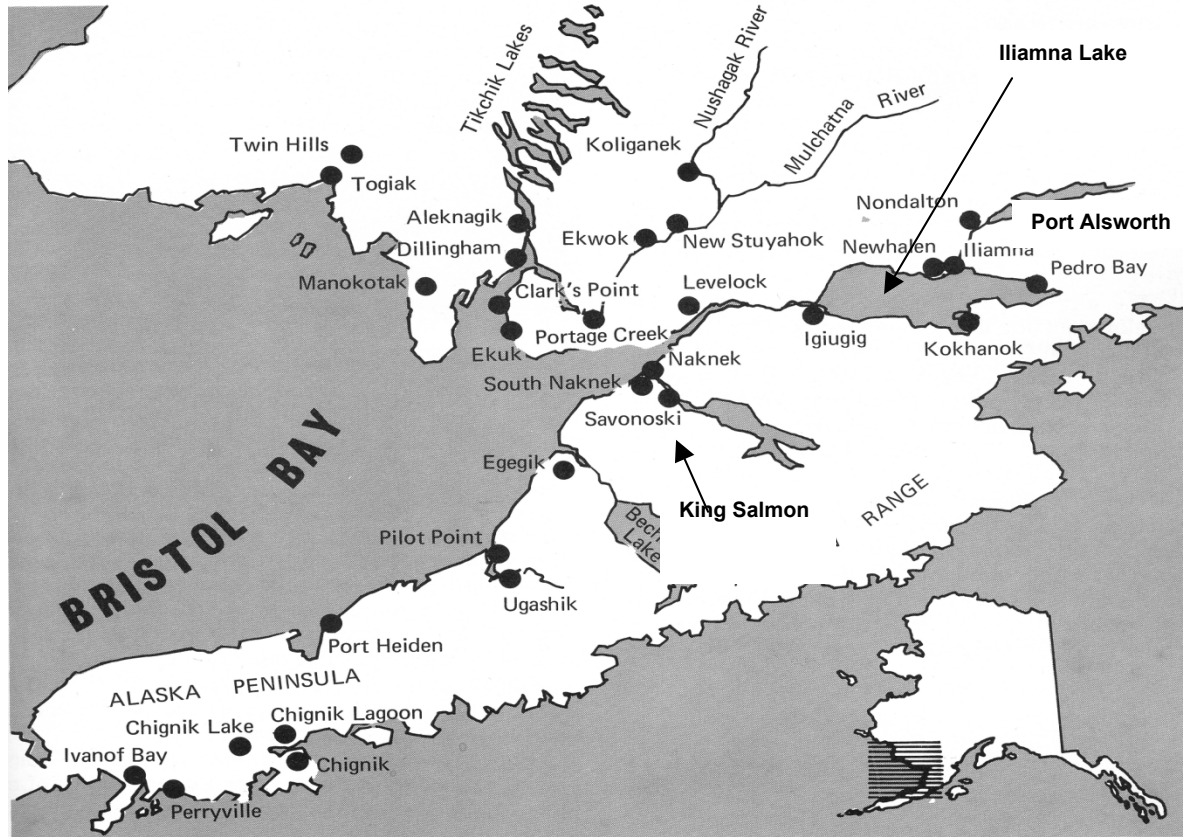 Iliamna Lake
Tikchik Lakes
Nushagak River
Mulchatna River
Twin Hills
Togiak
Koliganek
Aleknagik
Dillingham
Ekwok
New Stuyahok
Nondalton
Port Alsworth
Newhalen
Iliamna
Pedro Bay
Manokotak
Clark's Point
Levelock
Portage Creek
Ekuk
Igiugig
Kokhanok
Naknek
South Naknek
Savonoski
BRISTOL BAY
Egegik
King Salmon
RANGE
Bech
Lake
Pilot Point
Ugashik
Port Heiden
ALASKA PENINSULA
Chignik Lake
Chignik Lagoon
Ivanof Bay
Chignik
Perryville